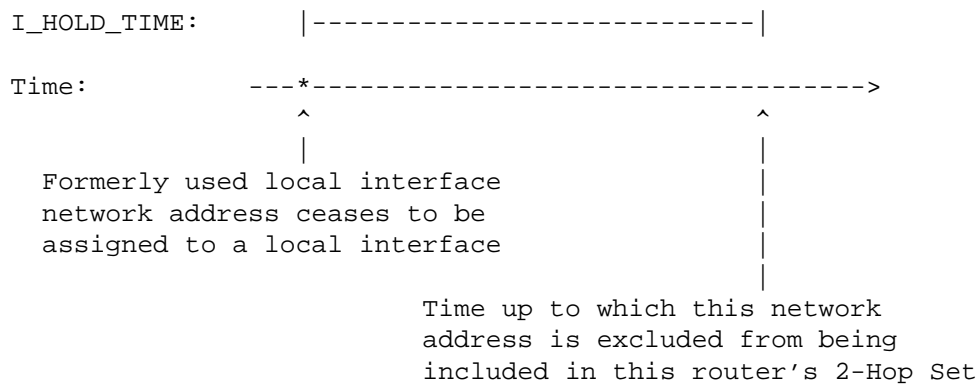 I_HOLD_TIME:       |----------------------------|

Time:          ---*----------------------------------->
                  ^                            ^
                  |                            |
  Formerly used local interface                |
  network address ceases to be                 |
  assigned to a local interface                |
                                               |
                          Time up to which this network
                          address is excluded from being
                          included in this router's 2-Hop Set